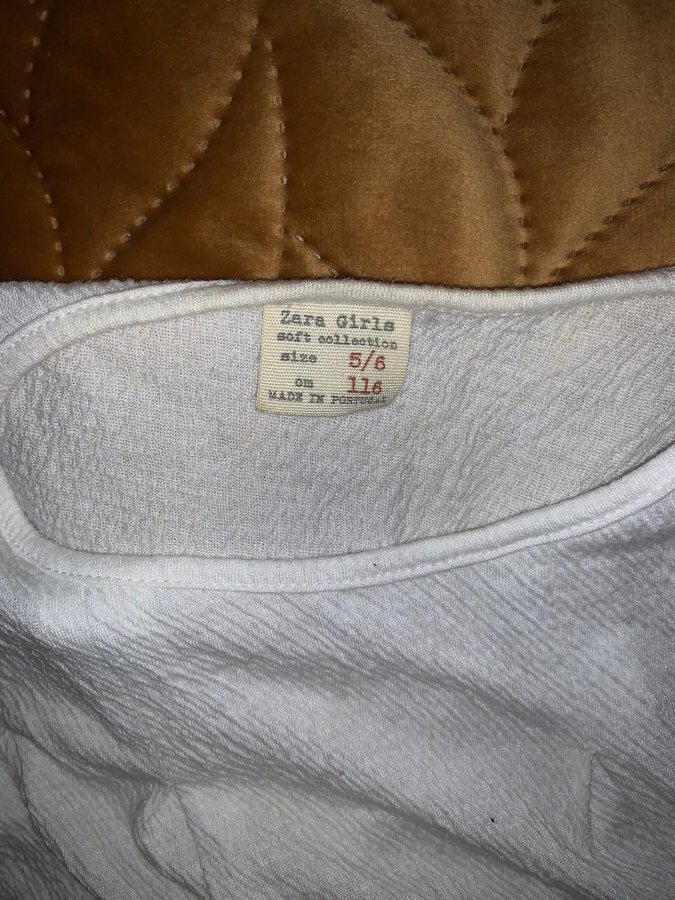 Zara Girls
soft collection
size 5/6
cm 116
MADE IN PORTUGAL